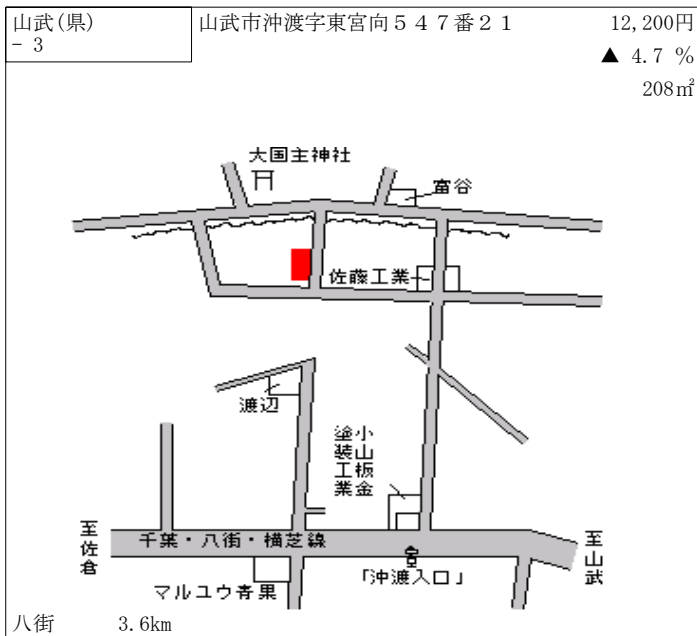 山武(県)
- 3
山武市沖渡字東宮向５４７番２１
12,200円
▲ 4.7 %
208㎡
大国主神社
富谷
佐藤工業
渡辺
小山板金
塗装工業
至佐倉
千葉・八街・横芝線
至山武
「沖渡入口」
マルユウ青果
八街 3.6km